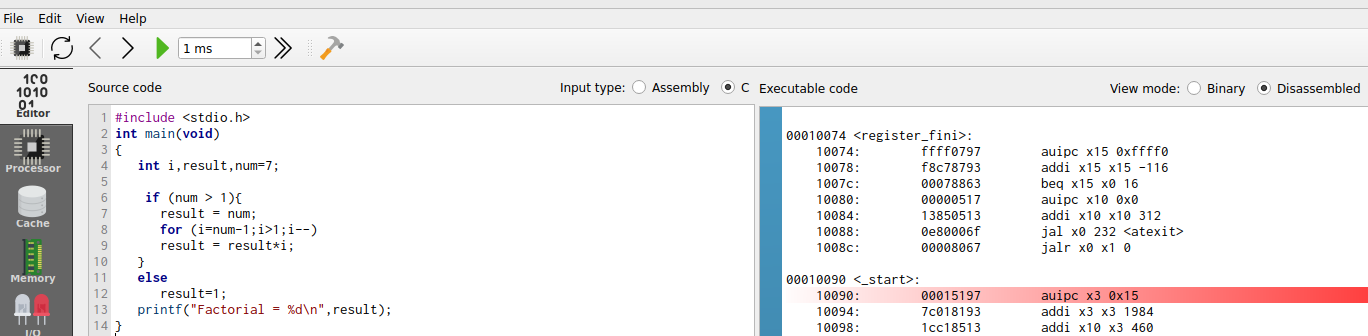 File Edit View Help
1 ms
Editor
Processor
Cache
Memory
I/O
Source code Input type: Assembly C
1 #include <stdio.h>
2 int main(void)
3 {
4 int i,result,num=7;
5
6 if (num > 1){
7 result = num;
8 for (i=num-1;i>1;i--)
9 result = result*i;
10 }
11 else
12 result=1;
13 printf("Factorial = %d\n",result);
14 }
Executable code View mode: Binary Disassembled
00010074 <register_fini>:
10074: ffff0797 auipc x15 0xffff0
10078: f8c78793 addi x15 x15 -116
1007c: 00078863 beq x15 x0 16
10080: 00000517 auipc x10 0x0
10084: 13850513 addi x10 x10 312
10088: 0e80006f jal x0 232 <atexit>
1008c: 00008067 jalr x0 x1 0
00010090 <_start>:
10090: 00015197 auipc x3 0x15
10094: 7c018193 addi x3 x3 1984
10098: 1cc18513 addi x10 x3 460